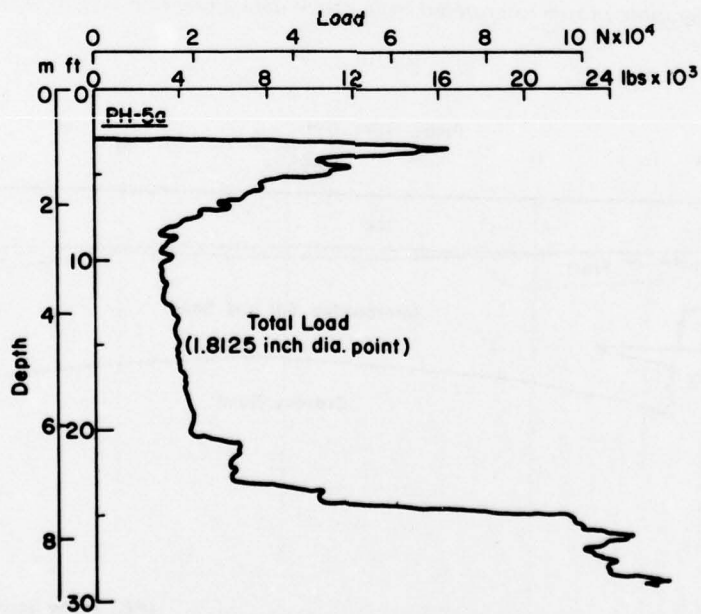 Load
0 2 4 6 8 10 N x 10⁴
m ft 0 4 8 12 16 20 24 lbs x 10³
0 0
PH-5a
2
10
4
Total Load
(1.8125 inch dia. point)
Depth
6 20
8
30